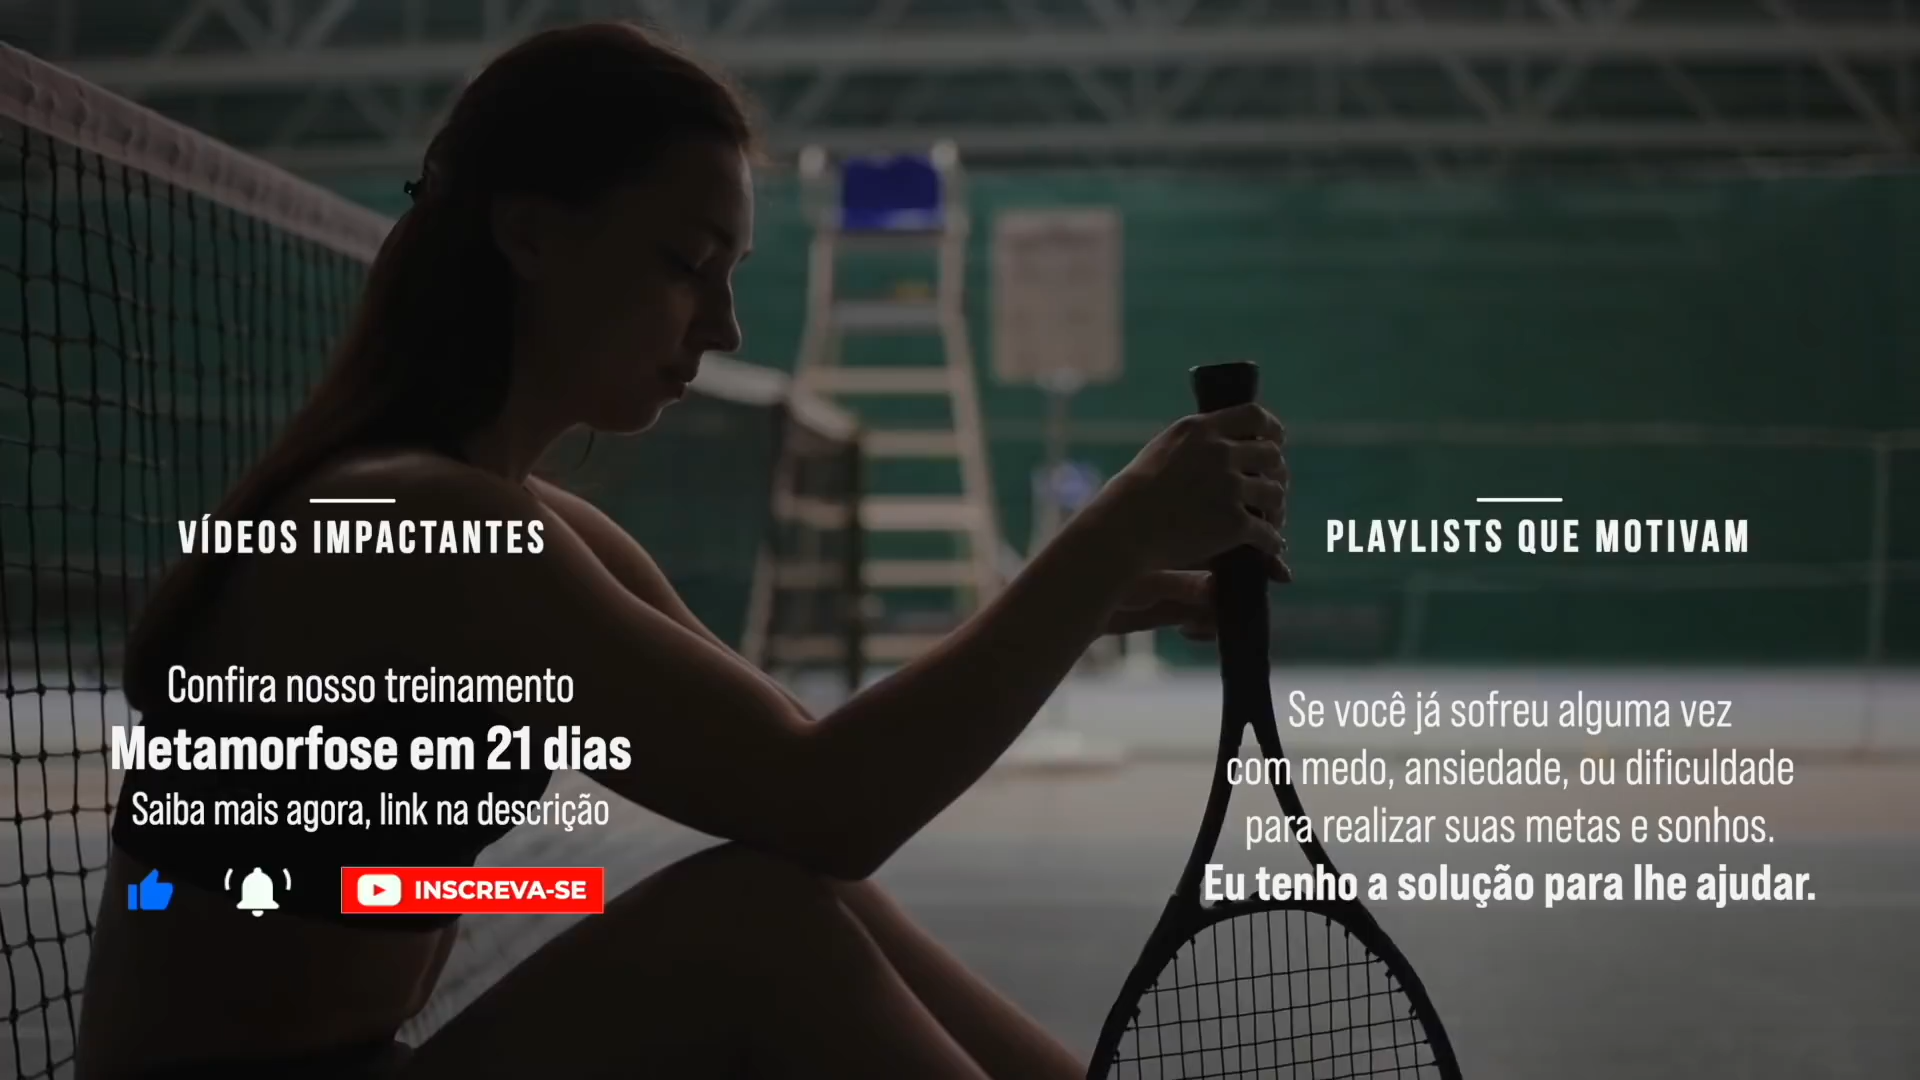 VÍDEOS IMPACTANTES
Confira nosso treinamento
Metamorfose em 21 dias
Saiba mais agora, link na descrição
INSCREVA-SE
PLAYLISTS QUE MOTIVAM
Se você já sofreu alguma vez
com medo, ansiedade, ou dificuldade
para realizar suas metas e sonhos.
Eu tenho a solução para lhe ajudar.